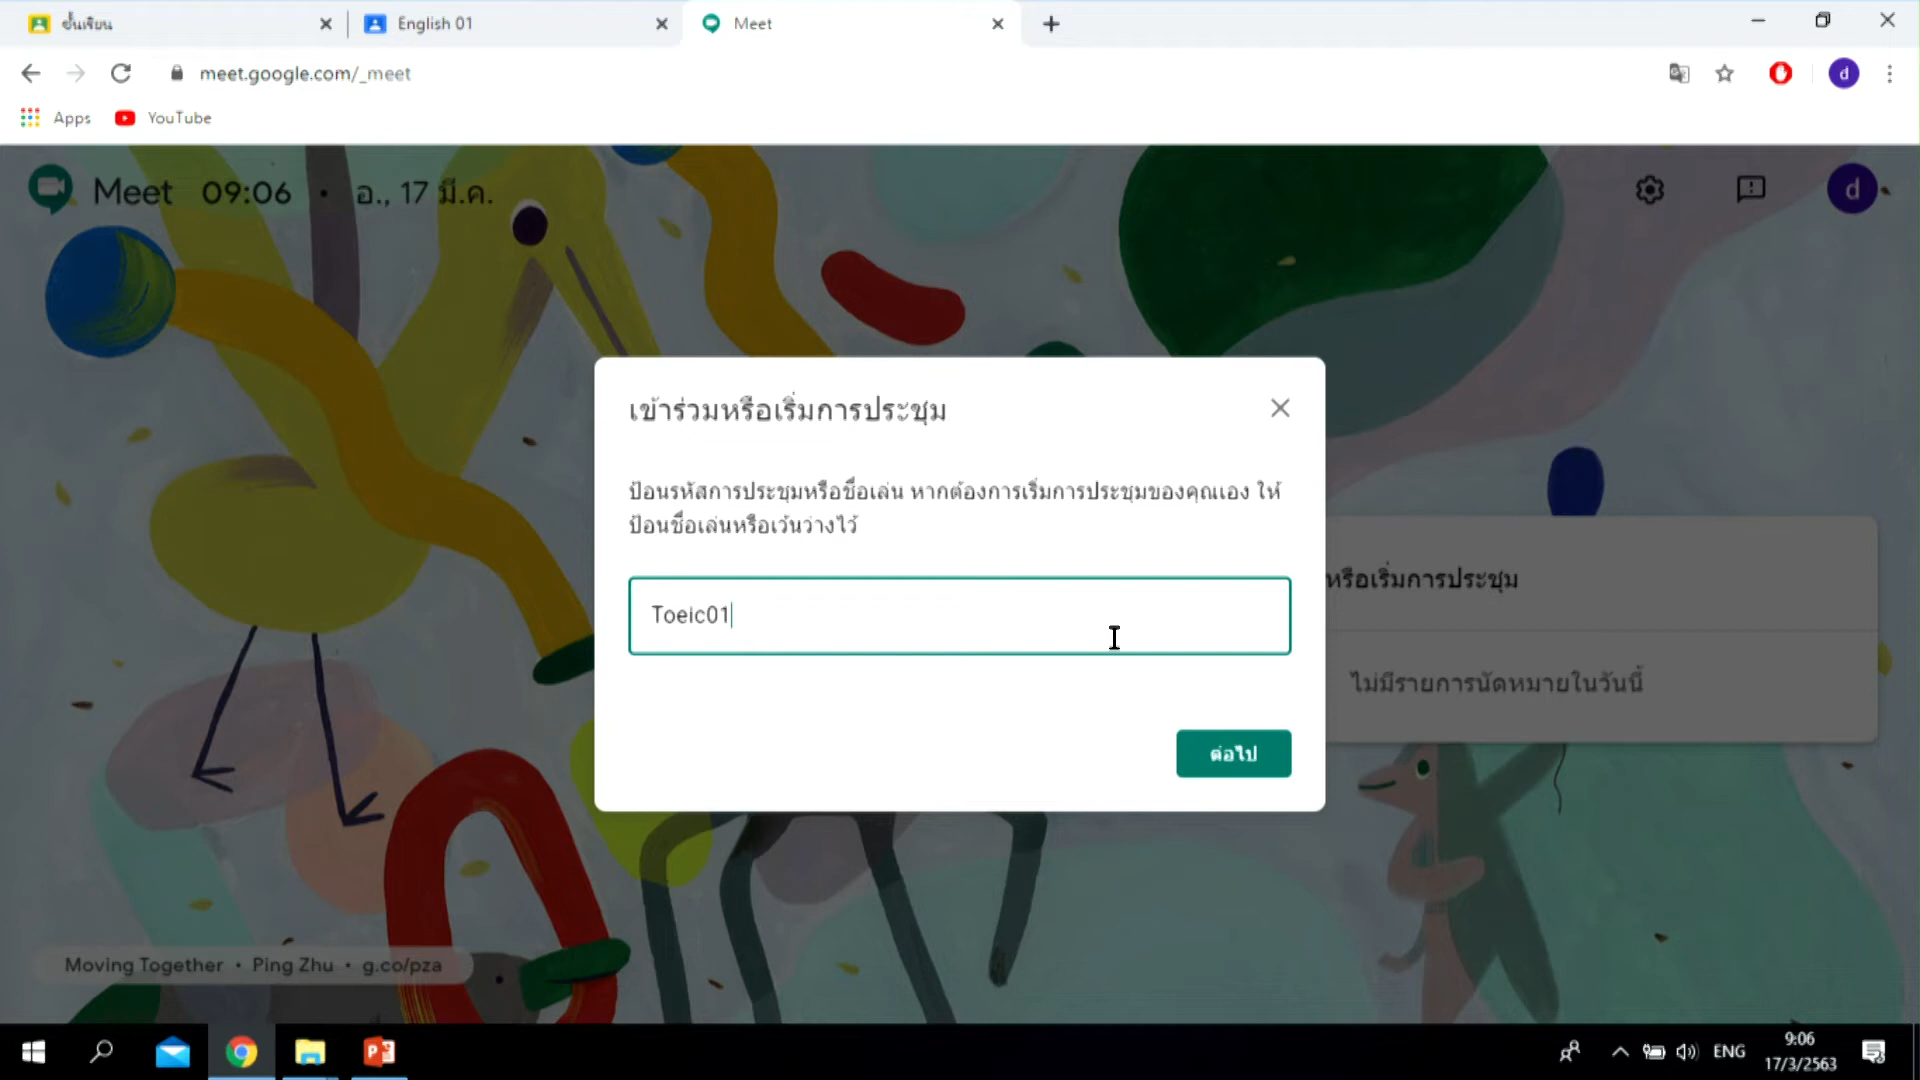 ชั้นเรียน
English 01
Meet
meet.google.com/_meet
Apps
YouTube
Meet 09:06 • อ., 17 มี.ค.
d
d
เข้าร่วมหรือเริ่มการประชุม
ป้อนรหัสการประชุมหรือชื่อเล่น หากต้องการเริ่มการประชุมของคุณเอง ให้
ป้อนชื่อเล่นหรือเว้นว่างไว้
Toeic01
หรือเริ่มการประชุม
ไม่มีรายการนัดหมายในวันนี้
ต่อไป
Moving Together • Ping Zhu • g.co/pza
ENG
9:06
17/3/2563